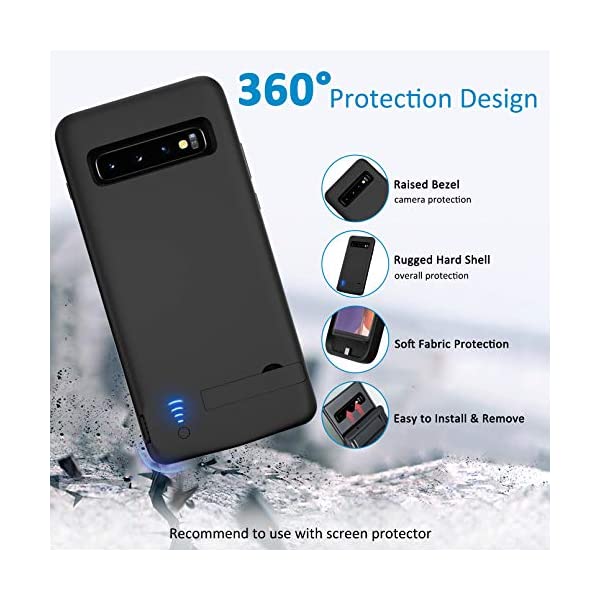 360° Protection Design
Raised Bezel
camera protection
Rugged Hard Shell
overall protection
Soft Fabric Protection
Easy to Install & Remove
Recommend to use with screen protector